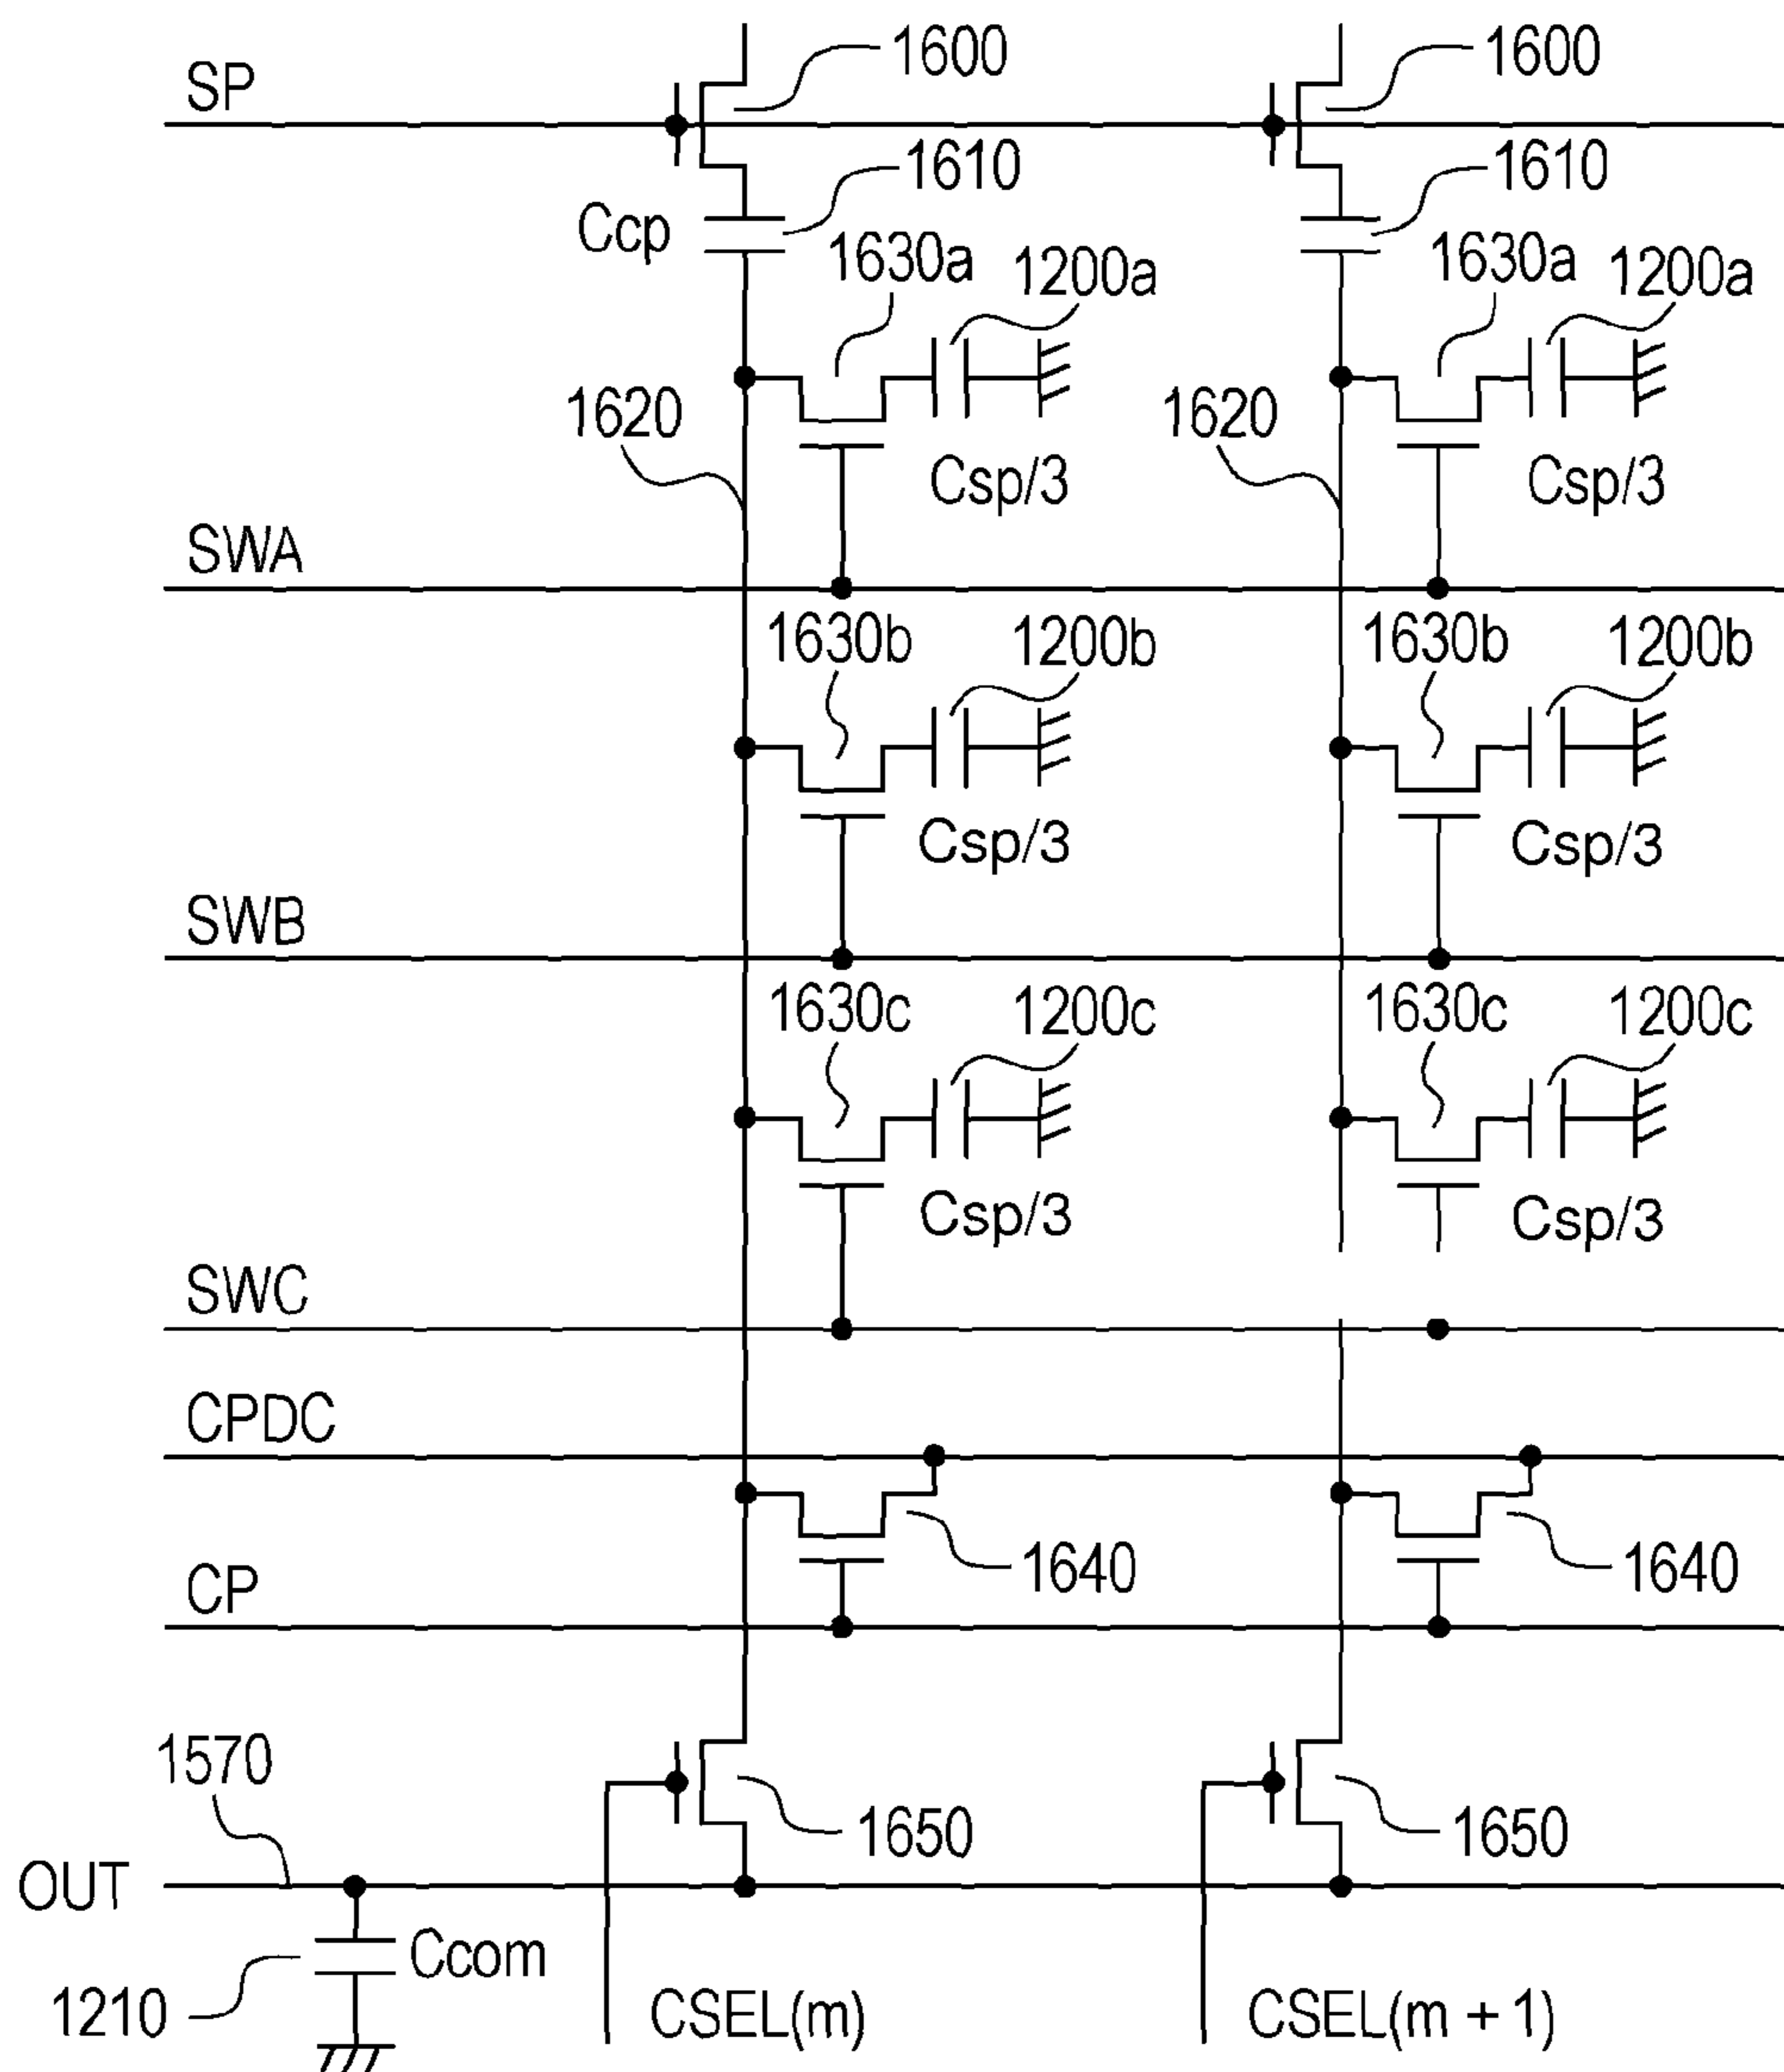 1600
1600
SP
1610
1610
Ccp
1630a
1200a
1630a
1200a
1620
1620
Csp/3
Csp/3
SWA
1630b
1200b
1630b
1200b
Csp/3
Csp/3
SWB
1630c
1200c
1630c
1200c
Csp/3
Csp/3
SWC
CPDC
1640
1640
CP
1570
1650
1650
OUT
Ccom
1210
CSEL(m)
CSEL(m + 1)